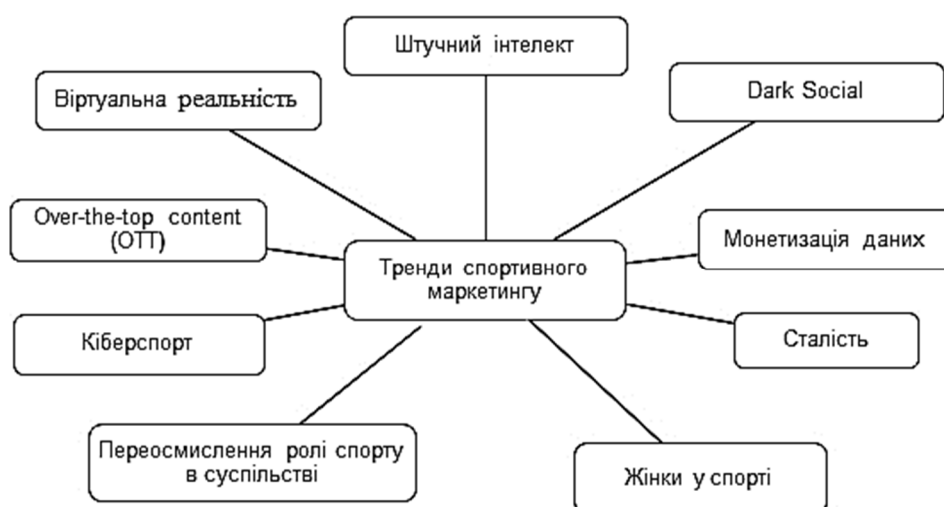 Штучний інтелект
Віртуальна реальність
Dark Social
Over-the-top content
(OTT)
Монетизація даних
Тренди спортивного
маркетингу
Кіберспорт
Сталість
Переосмислення ролі спорту
в суспільстві
Жінки у спорті